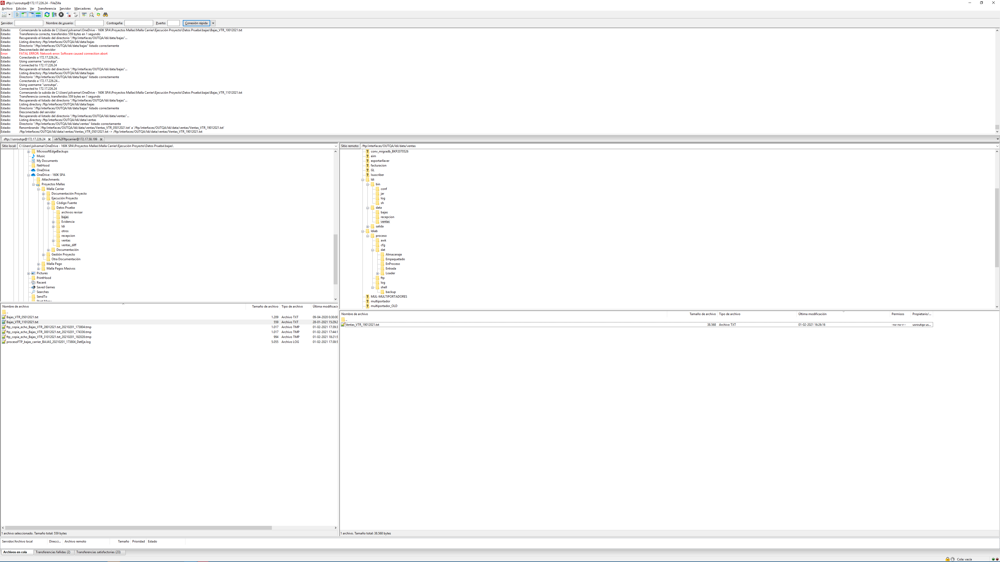 sftp://usroutqa@172.17.226.24 - FileZilla
Archivo Edición Ver Transferencia Servidor Marcadores Ayuda
Servidor: Nombre de usuario: Contraseña: Puerto: Conexión rápida
Estado: Comenzando la subida de C:\Users\jsilvamar\OneDrive - 160K SPA\Proyectos Mallas\Malla Carrier\Ejecución Proyecto\Datos Prueba\bajas\Bajas_VTR_10012021.txt
Estado: Transferencia correcta, transferidos 559 bytes en 1 segundo
Estado: Recuperando el listado del directorio "/ftp/interfaces/OUTQA/ldi/data/bajas"...
Estado: Listing directory /ftp/interfaces/OUTQA/ldi/data/bajas
Estado: Directorio "/ftp/interfaces/OUTQA/ldi/data/bajas" listado correctamente
Estado: Desconectado del servidor
Error: FATAL ERROR: Network error: Software caused connection abort
Estado: Conectando a 172.17.226.24...
Estado: Using username "usroutqa".
Estado: Connected to 172.17.226.24
Estado: Recuperando el listado del directorio "/ftp/interfaces/OUTQA/ldi/data/bajas"...
Estado: Listing directory /ftp/interfaces/OUTQA/ldi/data/bajas
Estado: Directorio "/ftp/interfaces/OUTQA/ldi/data/bajas" listado correctamente
Estado: Conectando a 172.17.226.24...
Estado: Using username "usroutqa".
Estado: Connected to 172.17.226.24
Estado: Comenzando la subida de C:\Users\jsilvamar\OneDrive - 160K SPA\Proyectos Mallas\Malla Carrier\Ejecución Proyecto\Datos Prueba\bajas\Bajas_VTR_11012021.txt
Estado: Transferencia correcta, transferidos 559 bytes en 1 segundo
Estado: Recuperando el listado del directorio "/ftp/interfaces/OUTQA/ldi/data/bajas"...
Estado: Listing directory /ftp/interfaces/OUTQA/ldi/data/bajas
Estado: Directorio "/ftp/interfaces/OUTQA/ldi/data/bajas" listado correctamente
Estado: Desconectado del servidor
Estado: Recuperando el listado del directorio "/ftp/interfaces/OUTQA/ldi/data/ventas"...
Estado: Listing directory /ftp/interfaces/OUTQA/ldi/data/ventas
Estado: Directorio "/ftp/interfaces/OUTQA/ldi/data/ventas" listado correctamente
Estado: Renombrando '/ftp/interfaces/OUTQA/ldi/data/ventas/Ventas_VTR_05012021.txt' a '/ftp/interfaces/OUTQA/ldi/data/ventas/Ventas_VTR_19012021.txt'
Estado: /ftp/interfaces/OUTQA/ldi/data/ventas/Ventas_VTR_05012021.txt -> /ftp/interfaces/OUTQA/ldi/data/ventas/Ventas_VTR_19012021.txt
sftp://usroutqa@172.17.226.24 vtr%2Fftpcarrier@172.17.58.199
Sitio local: C:\Users\jsilvamar\OneDrive - 160K SPA\Proyectos Mallas\Malla Carrier\Ejecución Proyecto\Datos Prueba\bajas\
MicrosoftEdgeBackups
Music
My Documents
NetHood
OneDrive
OneDrive - 160K SPA
Attachments
Proyectos Mallas
Malla Carrier
Documentación Proyecto
Ejecución Proyecto
Código Fuente
Datos Prueba
archivos revisar
bajas
Evidencia
ldi
otros
recepcion
ventas
ventas_diff
Documentación
Gestión Proyecto
Otra Documentación
Malla Pago
Malla Pagos Masivos
Pictures
PrintHood
Recent
Saved Games
Searches
SendTo
Start Menu
Nombre de archivo Tamaño de archivo Tipo de archivo Última modificaci
..
Bajas_VTR_05012021.txt 1.209 Archivo TXT 09-04-2020 0:30:00
Bajas_VTR_11012021.txt 559 Archivo TXT 28-01-2021 15:29:2
ftp_copia_echo_Bajas_VTR_28012021.txt_20210201_173804.tmp 1.017 Archivo TMP 01-02-2021 17:39:3
ftp_copia_echo_Bajas_VTR_30012021.txt_20210201_174336.tmp 1.017 Archivo TMP 01-02-2021 17:44:1
ftp_copia_echo_Bajas_VTR_31012021.txt_20210201_182028.tmp 994 Archivo TMP 01-02-2021 18:21:5
procesoFTP_bajas_carrier_BAJAS_20210201_173804_DetEje.log 5.055 Archivo LOG 01-02-2021 17:38:5
1 archivo seleccionado. Tamaño total: 559 bytes
Sitio remoto: /ftp/interfaces/OUTQA/ldi/data/ventas
conv_migradb_BKP2070526
eim
exportarllaver
facturacion
GL
lsuscriber
ldi
bin
conf
jar
log
sh
data
bajas
recepcion
ventas
salida
ldiab
proceso
awk
cfg
dat
Almacenaje
Empaquetado
EnProceso
Entrada
Loader
ftp
log
shell
backup
MUL-MULTIPORTADORES
multiportador
multiportador_OLD
Nombre de archivo Tamaño de archivo Tipo de archivo Última modificación Permisos Propietario/...
..
Ventas_VTR_19012021.txt 38.568 Archivo TXT 01-02-2021 16:26:16 -rw-rw-r-- usroutqa us...
1 archivo. Tamaño total: 38.568 bytes
Servidor/Archivo local Direcci... Archivo remoto Tamaño Prioridad Estado
Archivos en cola Transferencias fallidas (2) Transferencias satisfactorias (23)
Cola: vacía